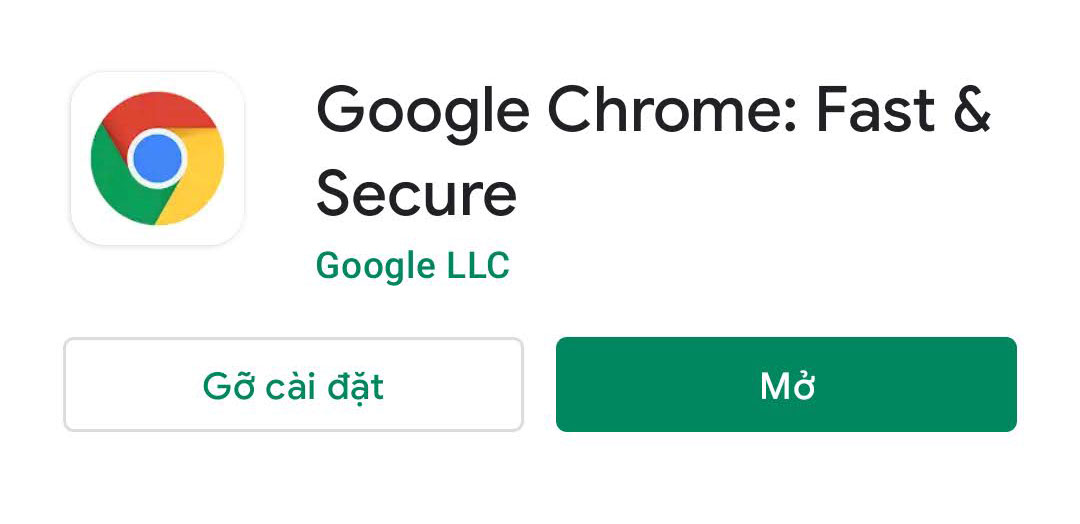 Google Chrome: Fast &
Secure
Google LLC
Gỡ cài đặt
Mở